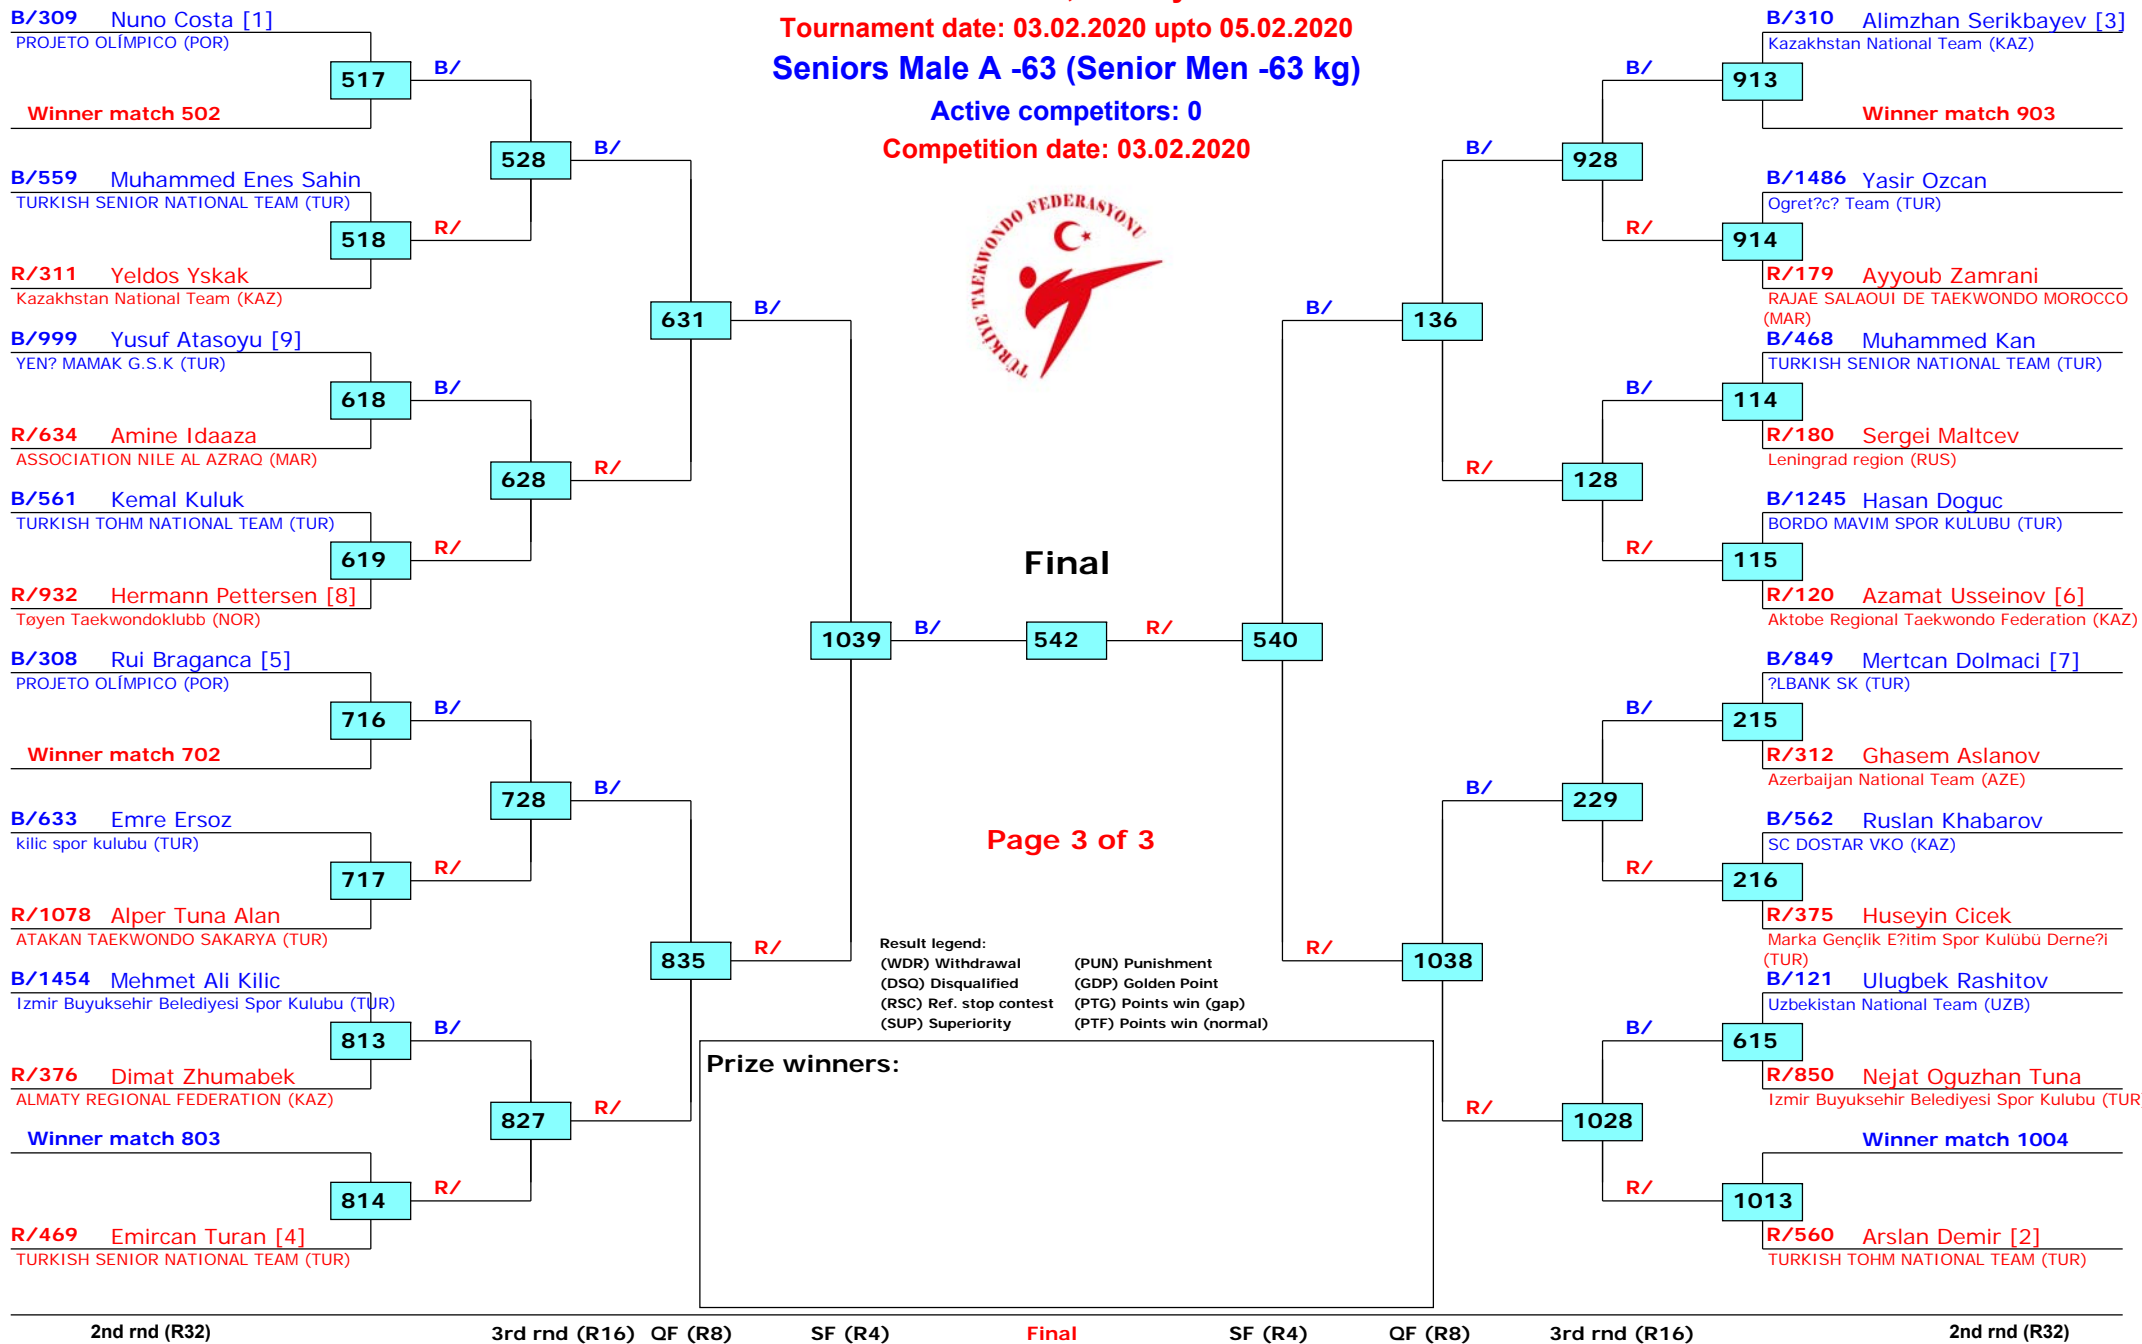 Tournament date: 03.02.2020 upto 05.02.2020
Seniors Male A -63 (Senior Men -63 kg)
Active competitors: 0
Competition date: 03.02.2020
TÜRKİYE TAEKWONDO FEDERASYONU
B/309 Nuno Costa [1]
PROJETO OLÍMPICO (POR)
517
B/
Winner match 502
528
B/
B/559 Muhammed Enes Sahin
TURKISH SENIOR NATIONAL TEAM (TUR)
518
R/
R/311 Yeldos Yskak
Kazakhstan National Team (KAZ)
631
B/
B/999 Yusuf Atasoyu [9]
YEN? MAMAK G.S.K (TUR)
618
B/
R/634 Amine Idaaza
ASSOCIATION NILE AL AZRAQ (MAR)
628
R/
B/561 Kemal Kuluk
TURKISH TOHM NATIONAL TEAM (TUR)
619
R/
R/932 Hermann Pettersen [8]
Tøyen Taekwondoklubb (NOR)
1039
B/
B/308 Rui Braganca [5]
PROJETO OLÍMPICO (POR)
716
B/
Winner match 702
728
B/
B/633 Emre Ersoz
kilic spor kulubu (TUR)
717
R/
R/1078 Alper Tuna Alan
ATAKAN TAEKWONDO SAKARYA (TUR)
835
R/
B/1454 Mehmet Ali Kilic
Izmir Buyuksehir Belediyesi Spor Kulubu (TUR)
813
B/
R/376 Dimat Zhumabek
ALMATY REGIONAL FEDERATION (KAZ)
827
R/
Winner match 803
814
R/
R/469 Emircan Turan [4]
TURKISH SENIOR NATIONAL TEAM (TUR)
Final
542
R/
540
Page 3 of 3
Result legend:
(WDR) Withdrawal (PUN) Punishment
(DSQ) Disqualified (GDP) Golden Point
(RSC) Ref. stop contest (PTG) Points win (gap)
(SUP) Superiority (PTF) Points win (normal)
Prize winners:
B/310 Alimzhan Serikbayev [3]
Kazakhstan National Team (KAZ)
B/
913
Winner match 903
B/
928
B/1486 Yasir Ozcan
Ogret?c? Team (TUR)
R/
914
R/179 Ayyoub Zamrani
RAJAE SALAOUI DE TAEKWONDO MOROCCO
(MAR)
B/
136
B/468 Muhammed Kan
TURKISH SENIOR NATIONAL TEAM (TUR)
B/
114
R/180 Sergei Maltcev
Leningrad region (RUS)
R/
128
B/1245 Hasan Doguc
BORDO MAVIM SPOR KULUBU (TUR)
R/
115
R/120 Azamat Usseinov [6]
Aktobe Regional Taekwondo Federation (KAZ)
B/849 Mertcan Dolmaci [7]
?LBANK SK (TUR)
B/
215
R/312 Ghasem Aslanov
Azerbaijan National Team (AZE)
B/
229
B/562 Ruslan Khabarov
SC DOSTAR VKO (KAZ)
R/
216
R/375 Huseyin Cicek
Marka Gençlik E?itim Spor Kulübü Derne?i
(TUR)
R/
1038
B/121 Ulugbek Rashitov
Uzbekistan National Team (UZB)
B/
615
R/850 Nejat Oguzhan Tuna
Izmir Buyuksehir Belediyesi Spor Kulubu (TUR
R/
1028
Winner match 1004
R/
1013
R/560 Arslan Demir [2]
TURKISH TOHM NATIONAL TEAM (TUR)
2nd rnd (R32) 3rd rnd (R16) QF (R8) SF (R4) Final SF (R4) QF (R8) 3rd rnd (R16) 2nd rnd (R32)